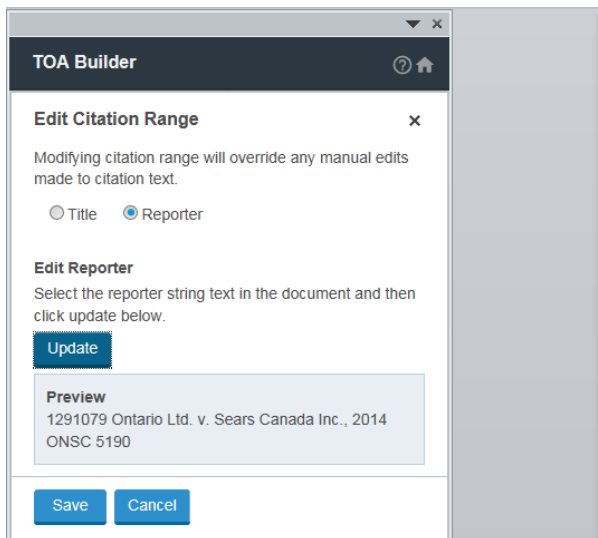 TOA Builder
Edit Citation Range
Modifying citation range will override any manual edits
made to citation text.
Title Reporter
Edit Reporter
Select the reporter string text in the document and then
click update below.
Update
Preview
1291079 Ontario Ltd. v. Sears Canada Inc., 2014
ONSC 5190
Save Cancel